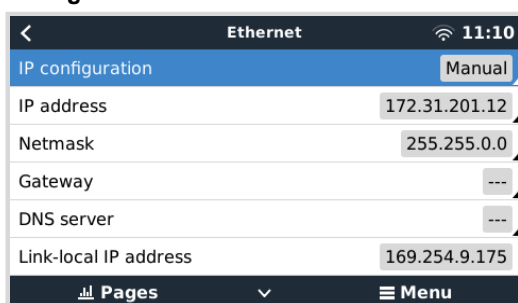 Ethernet 11:10
IP configuration Manual
IP address 172.31.201.12
Netmask 255.255.0.0
Gateway ---
DNS server ---
Link-local IP address 169.254.9.175
Pages Menu